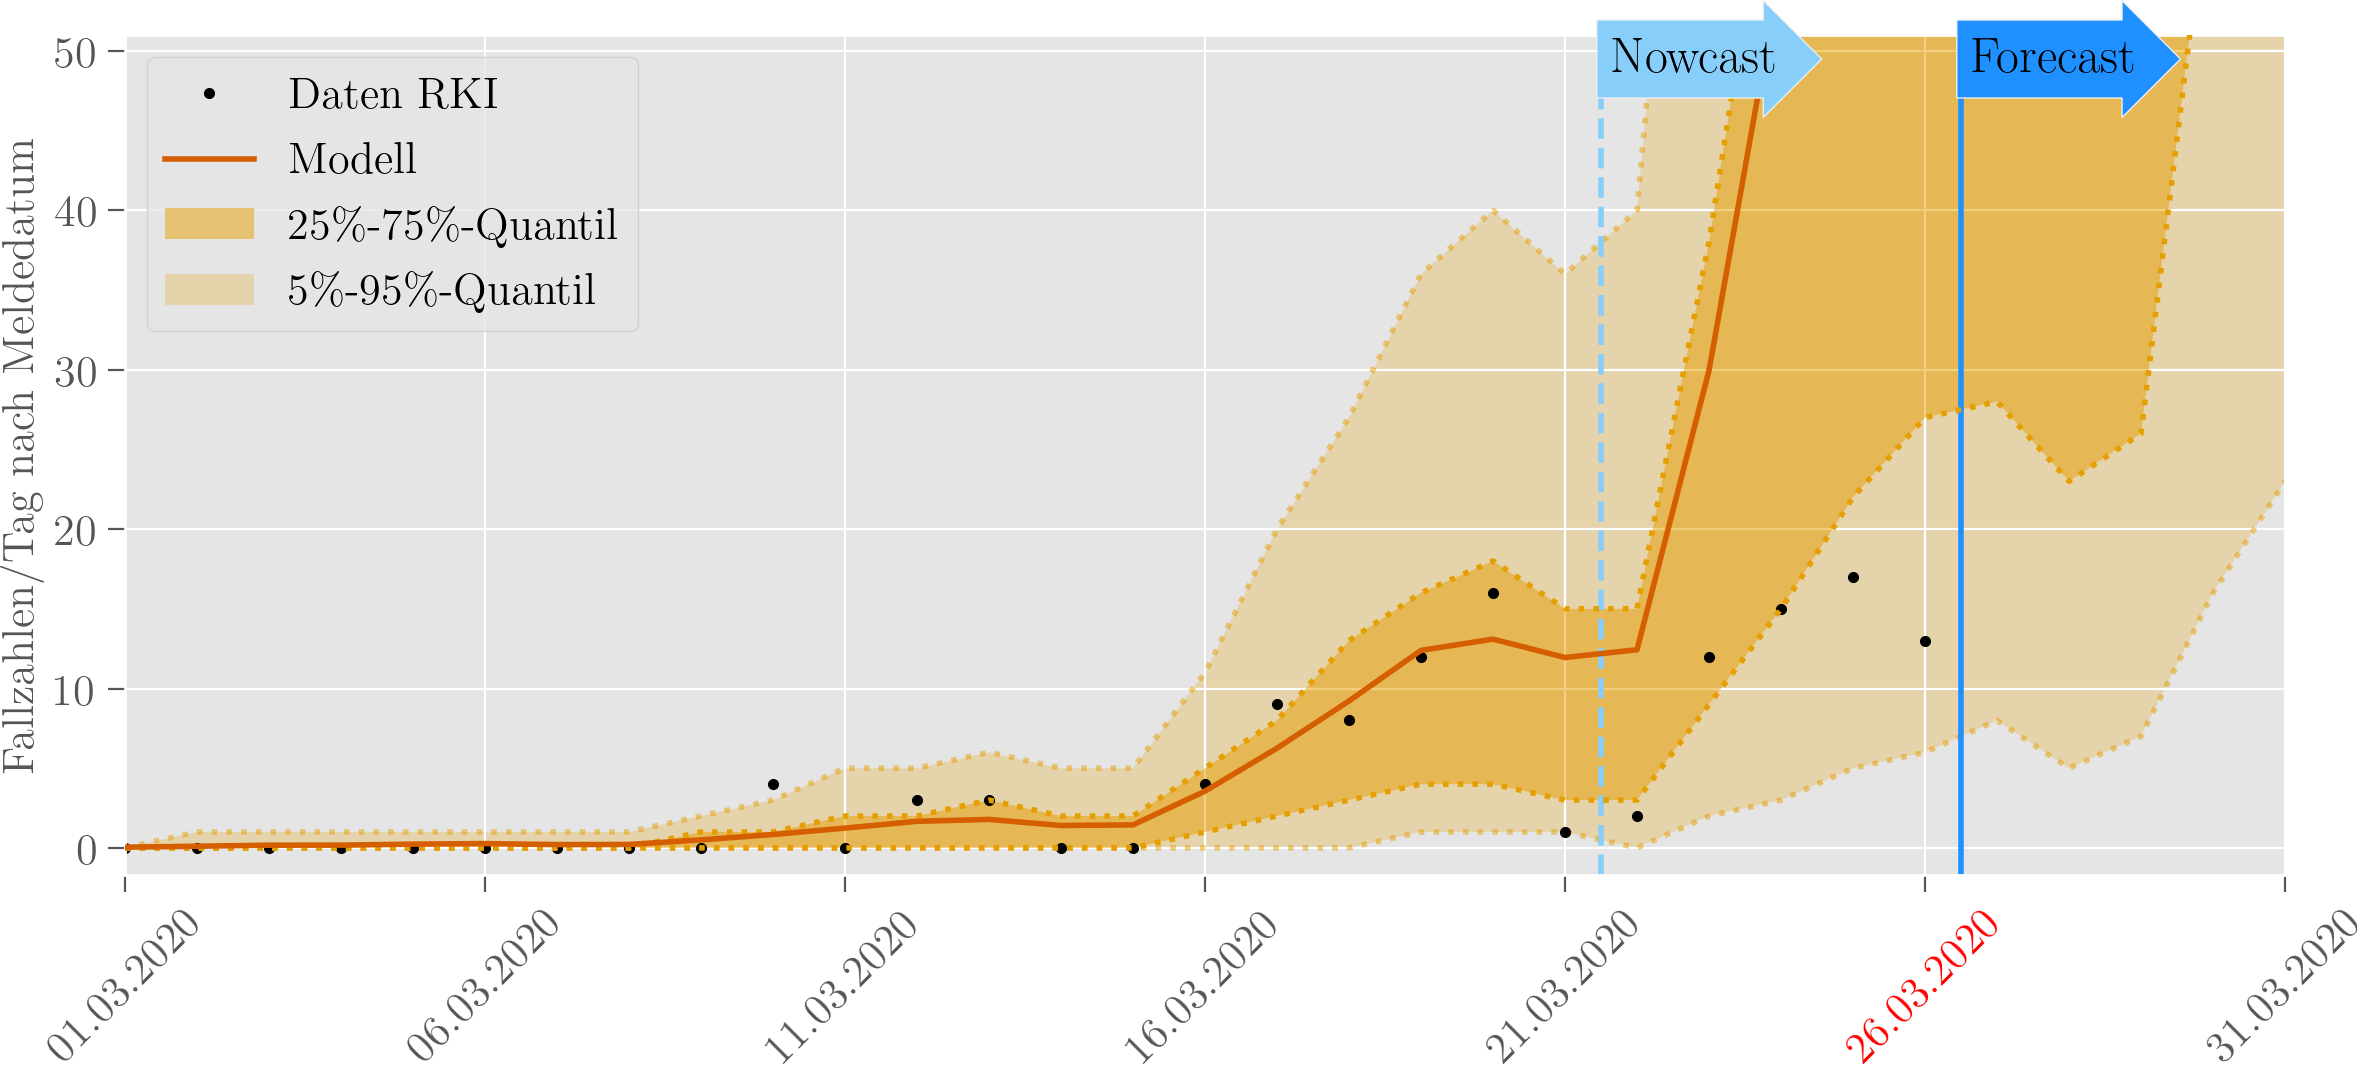 Nowcast
Forecast
Daten RKI
Modell
25%-75%-Quantil
5%-95%-Quantil
Fallzahlen/Tag nach Meldedatum
50
40
30
20
10
0
01.03.2020
06.03.2020
11.03.2020
16.03.2020
21.03.2020
26.03.2020
31.03.2020